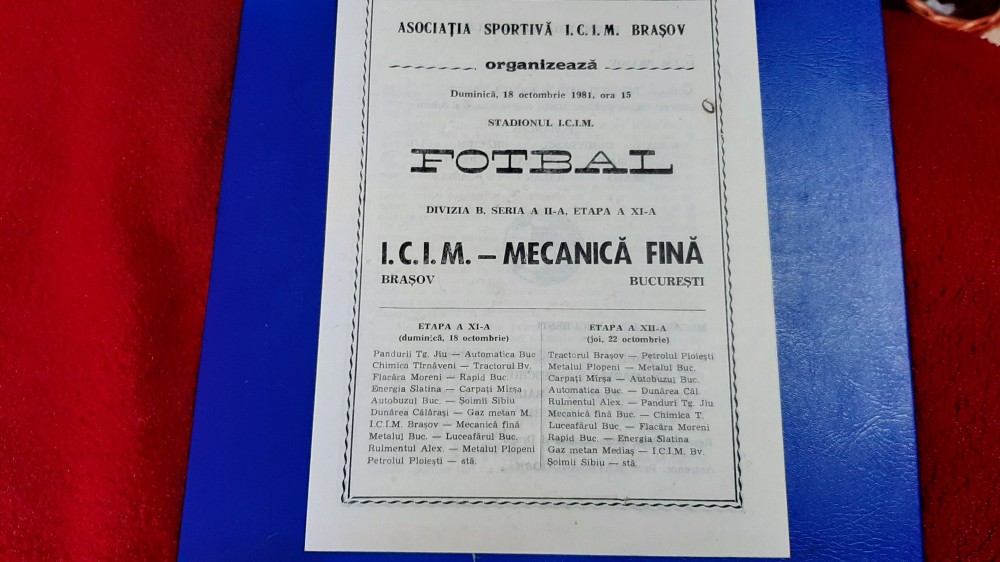 ASOCIAȚIA SPORTIVĂ I.C.I.M. BRAȘOV
organizează
Duminică, 18 octombrie 1981, ora 15
STADIONUL I.C.I.M.
FOTBAL
DIVIZIA B, SERIA A II-A, ETAPA A XI-A
I.C.I.M. — MECANICĂ FINĂ
BRAȘOV BUCUREȘTI
ETAPA A XI-A
(duminică, 18 octombrie)
Pandurii Tg. Jiu — Automatica Buc
Chimica Tîrnăveni — Tractorul Bv.
Flacăra Moreni — Rapid Buc.
Energia Slatina — Carpați Mîrșa
Autobuzul Buc. — Șoimii Sibiu
Dunărea Călărași — Gaz metan M.
I.C.I.M. Brașov — Mecanică fină
Metalul Buc. — Luceafărul Buc.
Rulmentul Alex. — Metalul Plopeni
Petrolul Ploiești — stă.
ETAPA A XII-A
(joi, 22 octombrie)
Tractorul Brașov — Petrolul Ploiești
Metalul Plopeni — Metalul Buc.
Carpați Mîrșa — Autobuzul Buc.
Automatica Buc. — Dunărea Căl.
Rulmentul Alex. — Panduri Tg. Jiu
Mecanică fină Buc. — Chimica T.
Luceafărul Buc. — Flacăra Moreni
Rapid Buc. — Energia Slatina
Gaz metan Mediaș — I.C.I.M. Bv.
Șoimii Sibiu — stă.